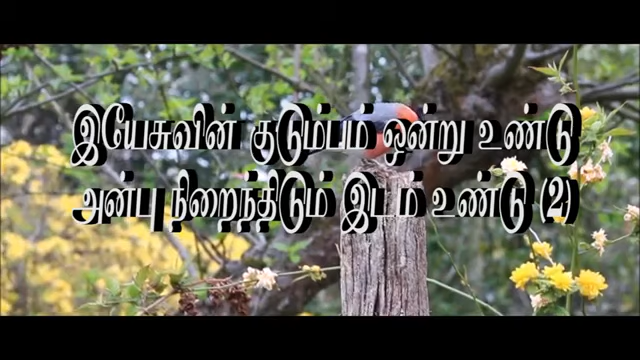 இயேசுவின் குடும்பம் ஒன்று உண்டு
அன்பு நிறைந்திடும் இடம் உண்டு (2)